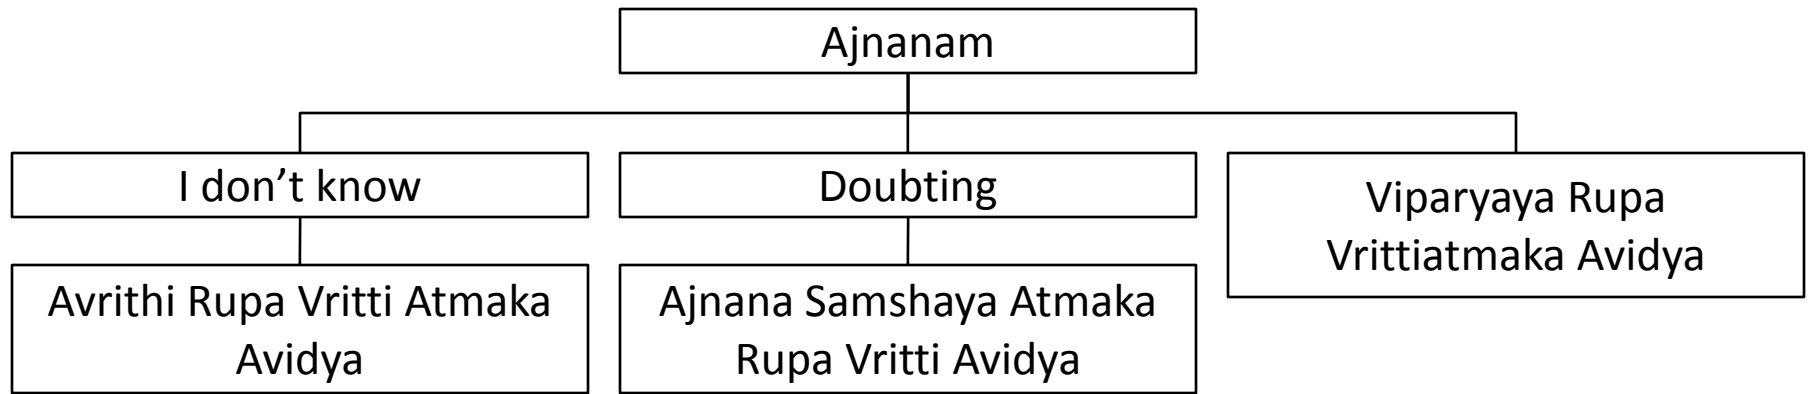 Ajnanam
I don’t know
Doubting
Viparyaya Rupa
Vrittiatmaka Avidya
Avrithi Rupa Vritti Atmaka
Avidya
Ajnana Samshaya Atmaka
Rupa Vritti Avidya